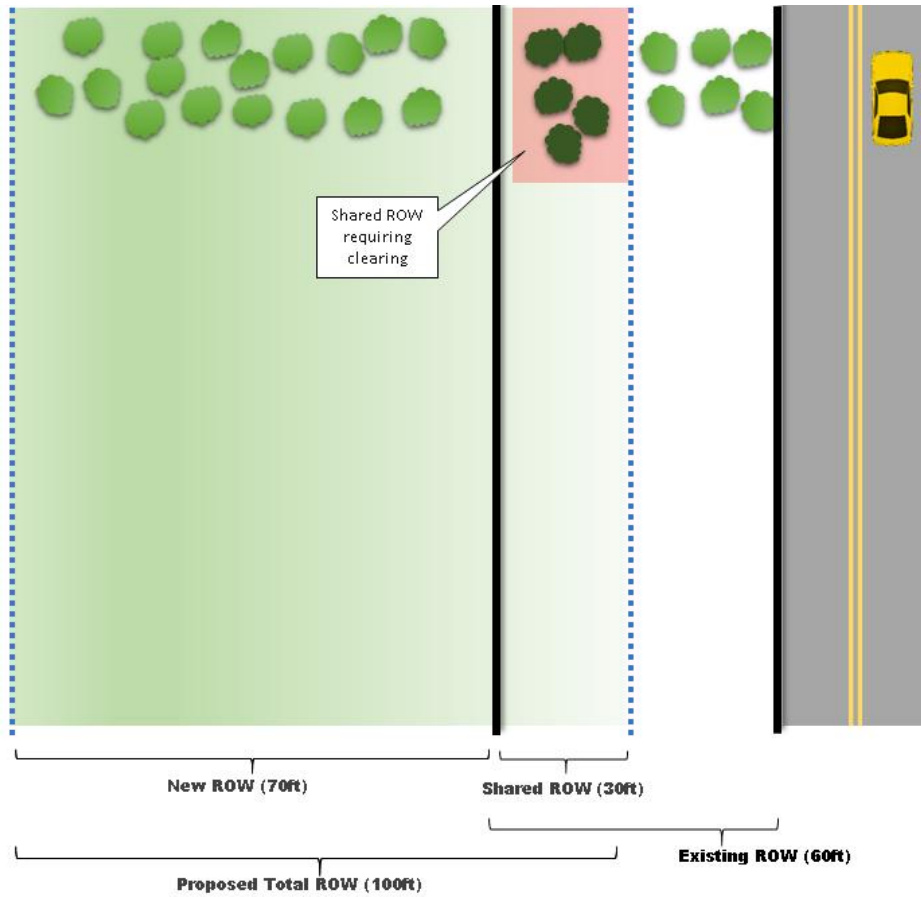 Shared ROW
requiring
clearing
New ROW (70ft)
Shared ROW (30ft)
Existing ROW (60ft)
Proposed Total ROW (100ft)